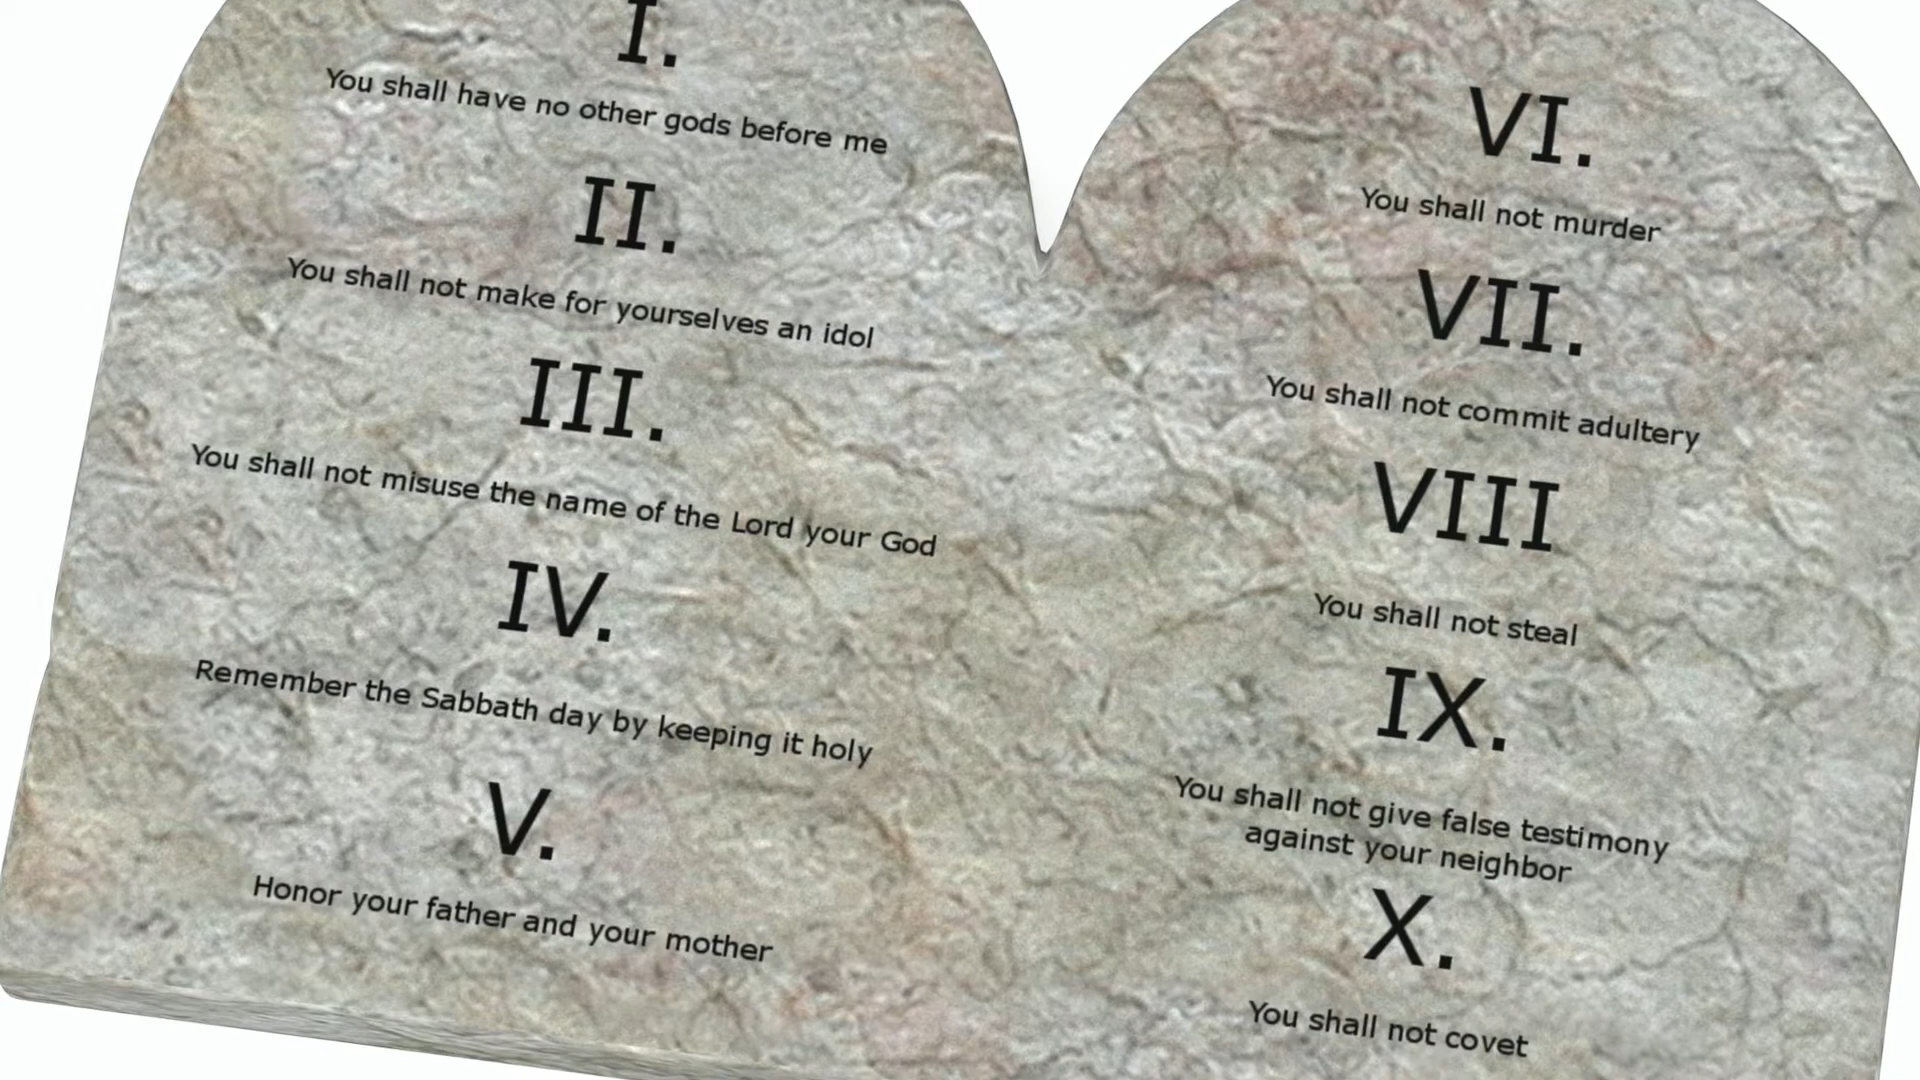 I.
You shall have no other gods before me
II.
You shall not make for yourselves an idol
III.
You shall not misuse the name of the Lord your God
IV.
Remember the Sabbath day by keeping it holy
V.
Honor your father and your mother
VI.
You shall not murder
VII.
You shall not commit adultery
VIII
You shall not steal
IX.
You shall not give false testimony
against your neighbor
X.
You shall not covet